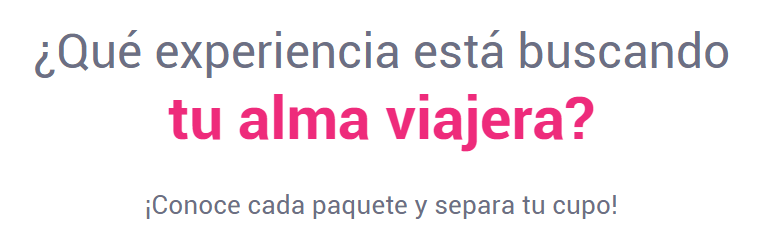 ¿Qué experiencia está buscando
tu alma viajera?
¡Conoce cada paquete y separa tu cupo!